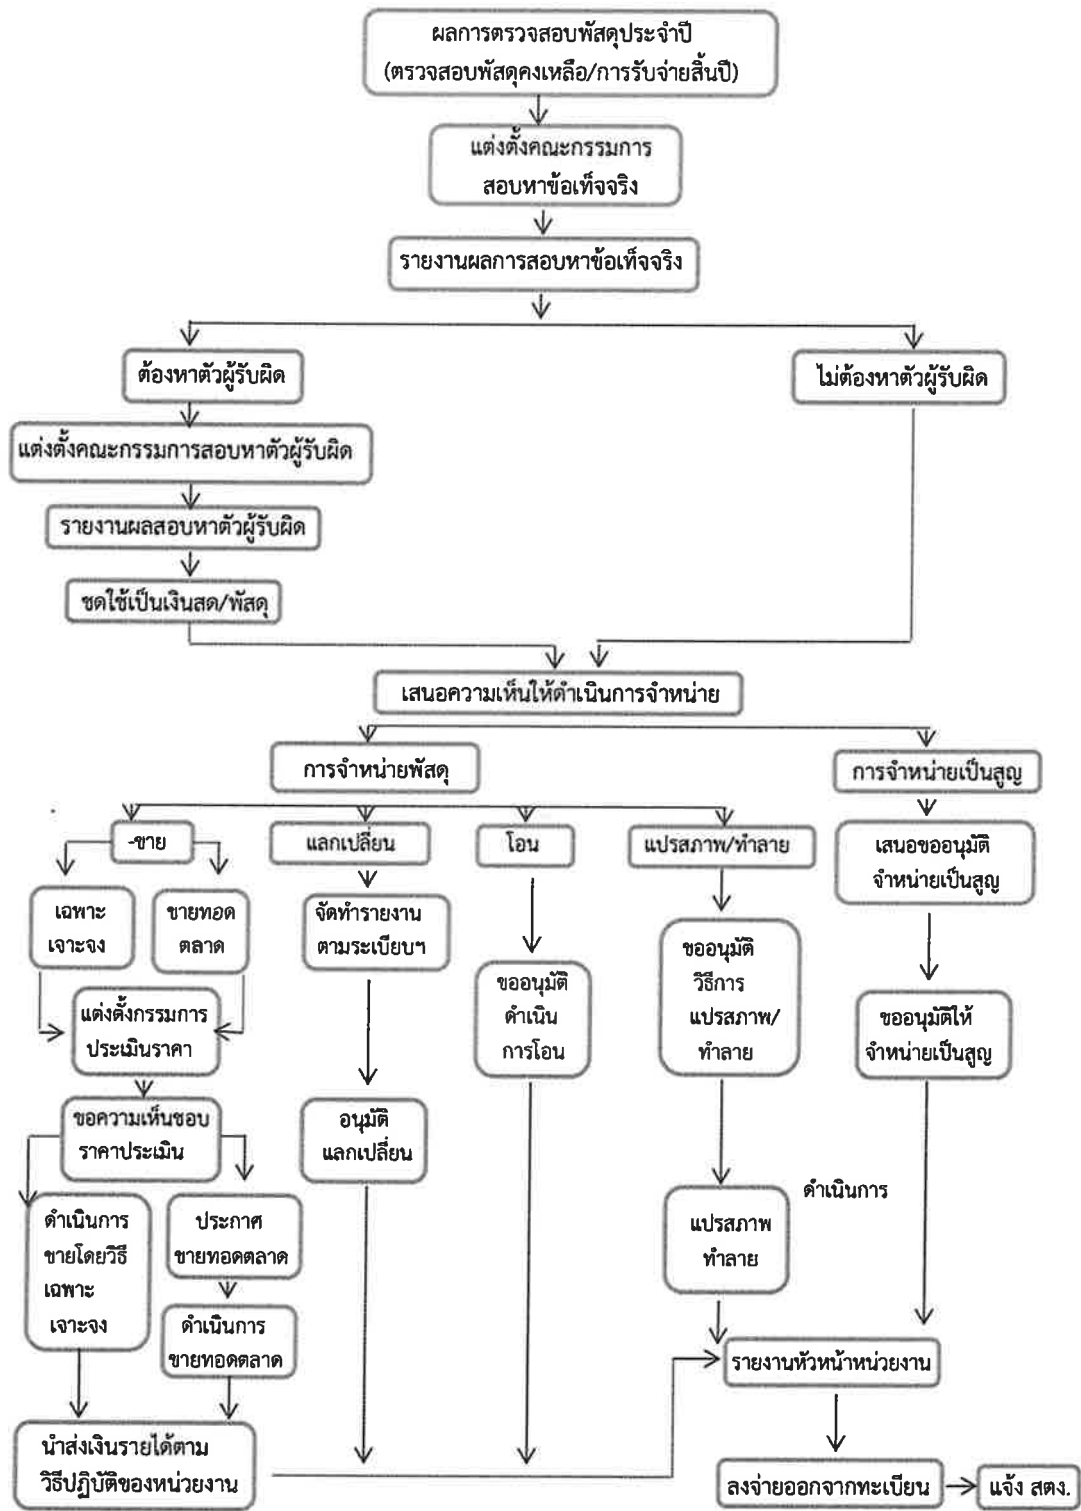 ผลการตรวจสอบพัสดุประจำปี
(ตรวจสอบพัสดุคงเหลือ/การรับจ่ายสิ้นปี)
แต่งตั้งคณะกรรมการ
สอบหาข้อเท็จจริง
รายงานผลการสอบหาข้อเท็จจริง
ต้องหาตัวผู้รับผิด
ไม่ต้องหาตัวผู้รับผิด
แต่งตั้งคณะกรรมการสอบหาตัวผู้รับผิด
รายงานผลสอบหาตัวผู้รับผิด
ชดใช้เป็นเงินสด/พัสดุ
เสนอความเห็นให้ดำเนินการจำหน่าย
การจำหน่ายพัสดุ
การจำหน่ายเป็นสูญ
-ขาย
แลกเปลี่ยน
โอน
แปรสภาพ/ทำลาย
เสนอขออนุมัติ
จำหน่ายเป็นสูญ
เฉพาะ
เจาะจง
ขายทอด
ตลาด
จัดทำรายงาน
ตามระเบียบฯ
ขออนุมัติ
ดำเนิน
การโอน
ขออนุมัติ
วิธีการ
แปรสภาพ/
ทำลาย
ขออนุมัติให้
จำหน่ายเป็นสูญ
แต่งตั้งกรรมการ
ประเมินราคา
ขอความเห็นชอบ
ราคาประเมิน
อนุมัติ
แลกเปลี่ยน
ดำเนินการ
ขายโดยวิธี
เฉพาะ
เจาะจง
ประกาศ
ขายทอดตลาด
ดำเนินการ
แปรสภาพ
ทำลาย
ดำเนินการ
ขายทอดตลาด
รายงานหัวหน้าหน่วยงาน
นำส่งเงินรายได้ตาม
วิธีปฏิบัติของหน่วยงาน
ลงจ่ายออกจากทะเบียน
แจ้ง สตง.